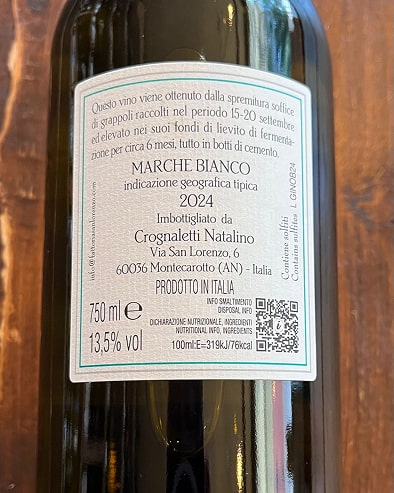 Questo vino viene ottenuto dalla spremitura soffice
di grappoli raccolti nel periodo 15-20 settembre
ed elevato nei suoi fondi di lievito di fermenta-
zione per circa 6 mesi, tutto in botti di cemento.
MARCHE BIANCO
indicazione geografica tipica
2024
Imbottigliato da
Crognaletti Natalino
Via San Lorenzo, 6
60036 Montecarotto (AN) - Italia
PRODOTTO IN ITALIA
info@fattoriasanlorenzo.com
Contiene solfiti
Contains sulfites L GINOB24
750 ml e
13,5% vol
INFO SMALTIMENTO
DISPOSAL INFO
DICHIARAZIONE NUTRIZIONALE, INGREDIENTI
NUTRITIONAL INFO, INGREDIENTS
100ml:E=319kJ/76kcal